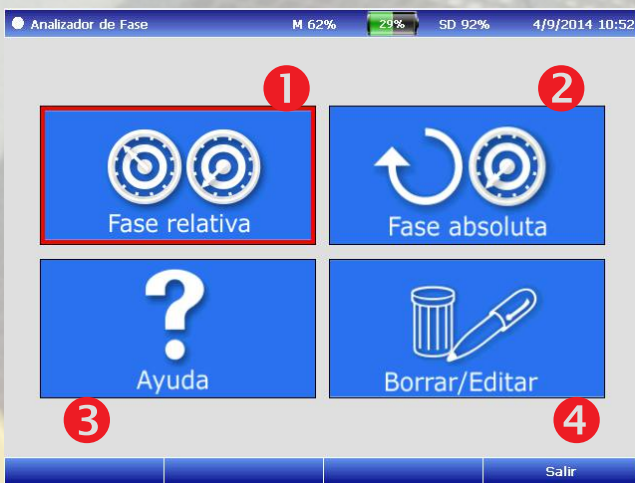 Analizador de Fase M 62% 29% SD 92% 4/9/2014 10:52
1 2
Fase relativa Fase absoluta
Ayuda Borrar/Editar
3 4
Salir